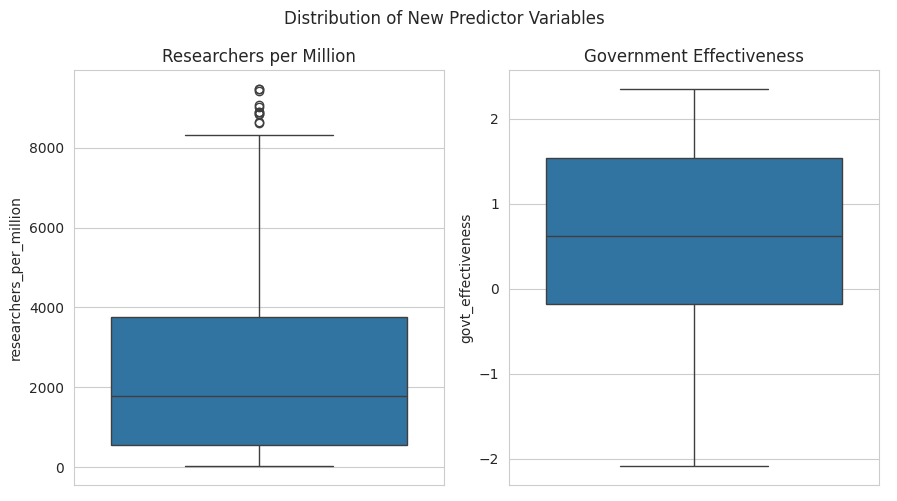 Distribution of New Predictor Variables
Researchers per Million
researchers_per_million
8000
6000
4000
2000
0
Government Effectiveness
govt_effectiveness
2
1
0
−1
−2